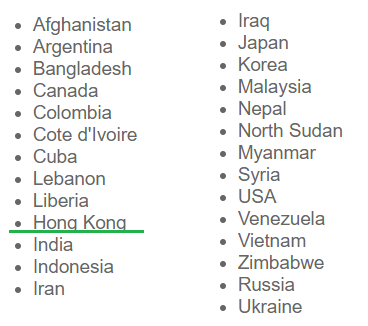 Afghanistan
Argentina
Bangladesh
Canada
Colombia
Cote d'Ivoire
Cuba
Lebanon
Liberia
Hong Kong
India
Indonesia
Iran
Iraq
Japan
Korea
Malaysia
Nepal
North Sudan
Myanmar
Syria
USA
Venezuela
Vietnam
Zimbabwe
Russia
Ukraine